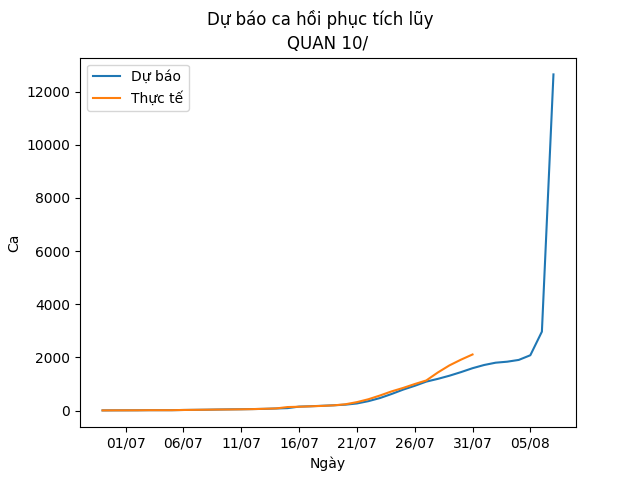 Dự báo ca hồi phục tích lũy
QUAN 10/
Dự báo
Thực tế
12000
10000
8000
6000
4000
2000
0
Ca
01/07 06/07 11/07 16/07 21/07 26/07 31/07 05/08
Ngày